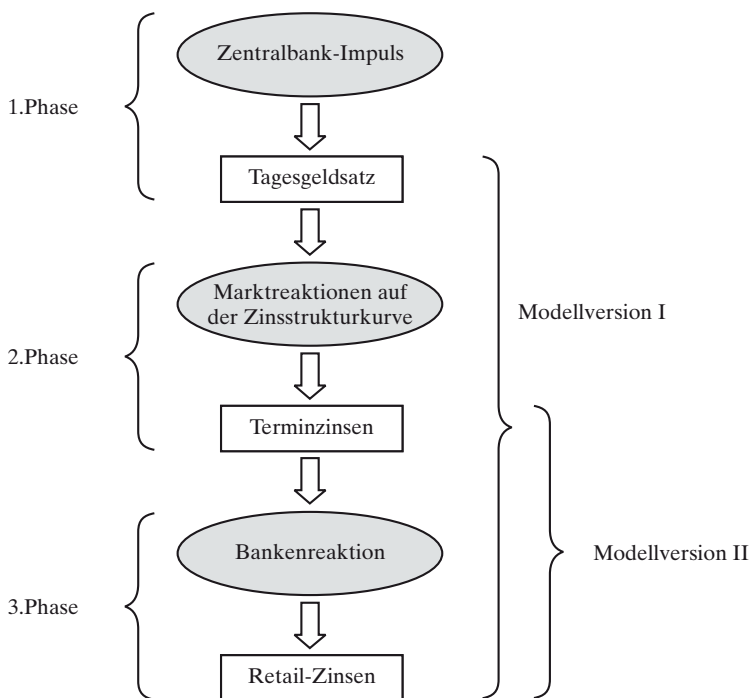 Zentralbank-Impuls
1.Phase
Tagesgeldsatz
Marktreaktionen auf
der Zinsstrukturkurve
Modellversion I
2.Phase
Terminzinsen
Bankenreaktion
Modellversion II
3.Phase
Retail-Zinsen